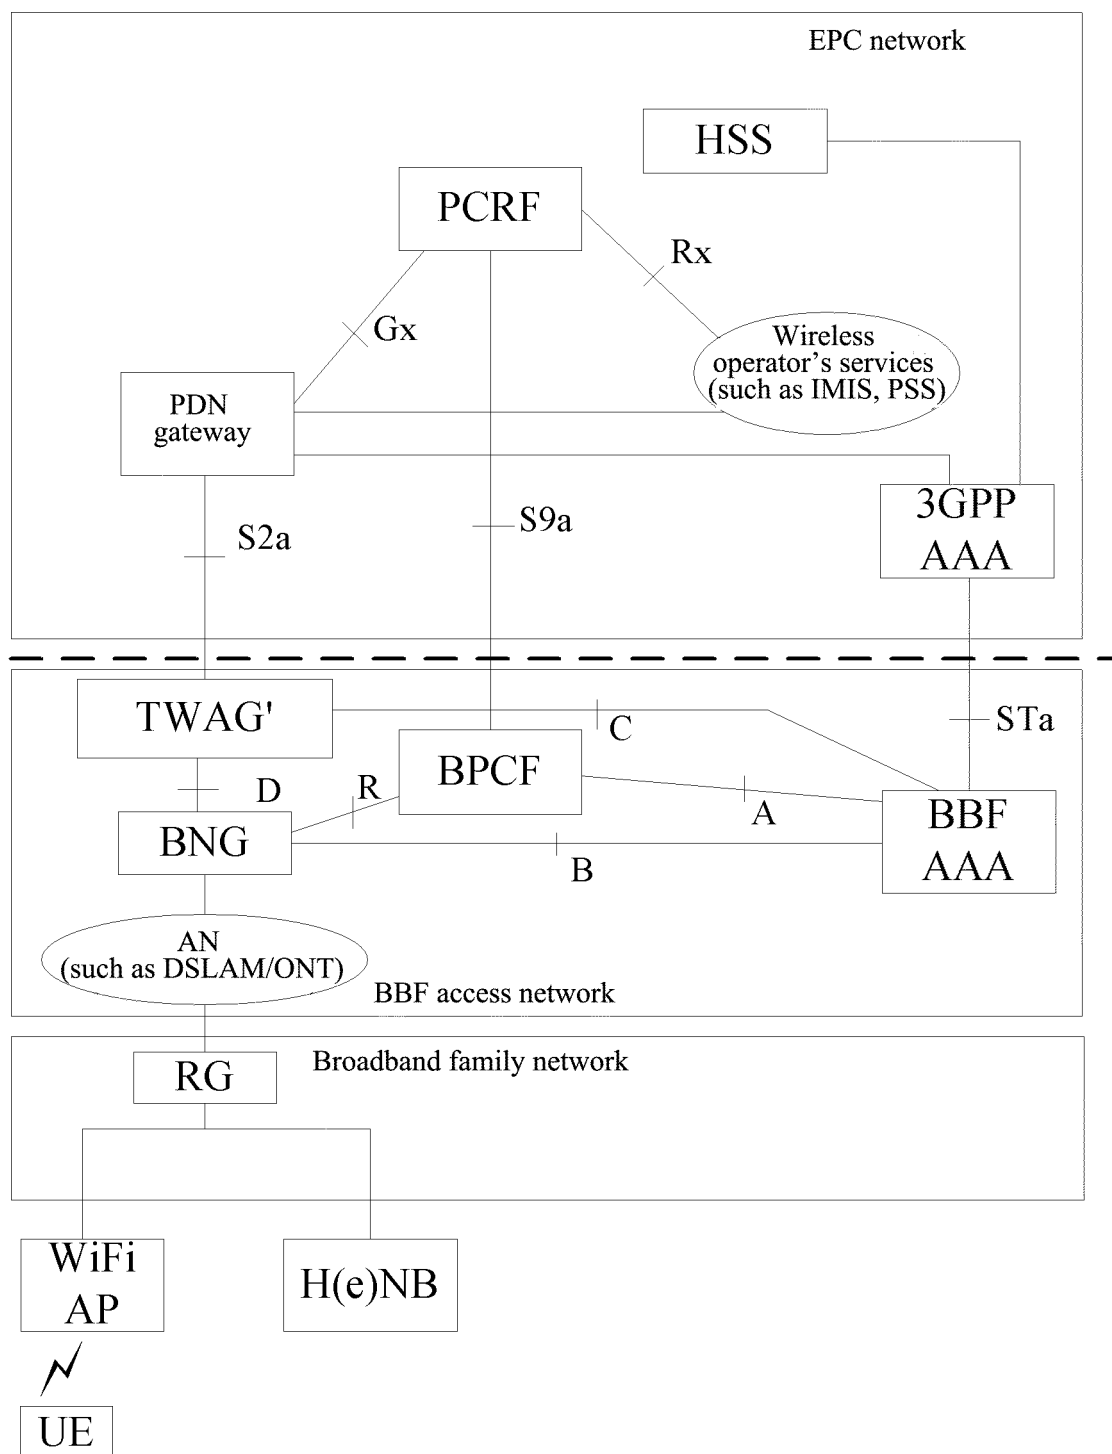 EPC network
HSS
PCRF
Rx
Gx
Wireless
operator's services
(such as IMIS, PSS)
PDN
gateway
3GPP
AAA
S2a
S9a
TWAG'
C
STa
BPCF
D
R
A
BNG
B
BBF
AAA
AN
(such as DSLAM/ONT)
BBF access network
RG
Broadband family network
WiFi
AP
H(e)NB
UE